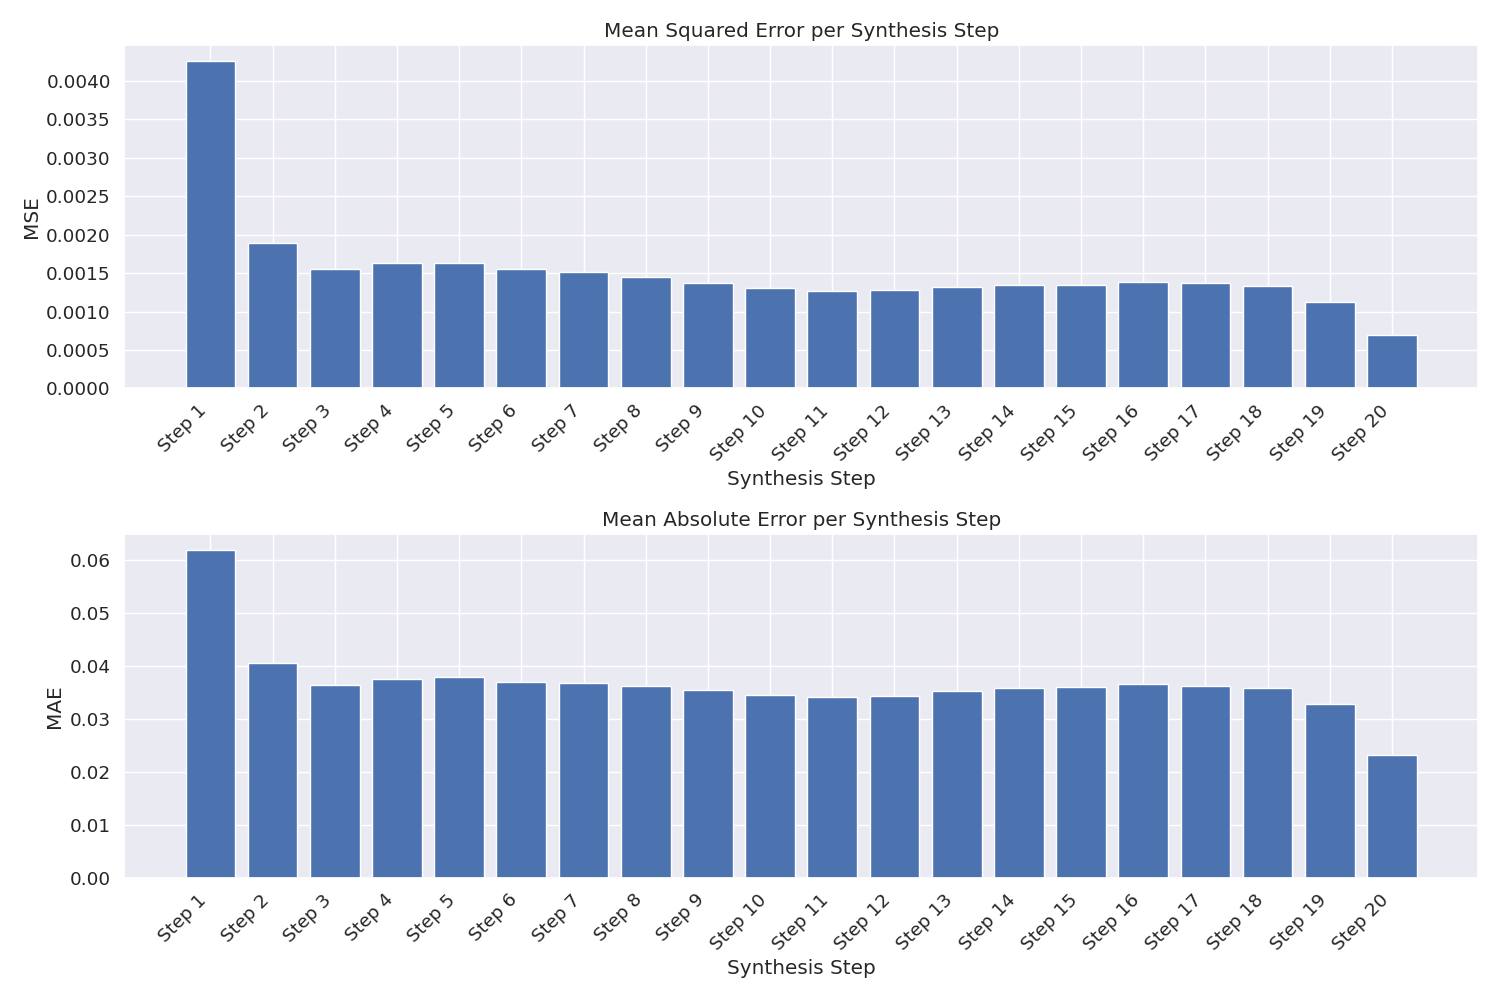 Mean Squared Error per Synthesis Step
0.0040
0.0035
0.0030
0.0025
0.0020
0.0015
0.0010
0.0005
0.0000
MSE
Step 1
Step 2
Step 3
Step 4
Step 5
Step 6
Step 7
Step 8
Step 9
Step 10
Step 11
Step 12
Step 13
Step 14
Step 15
Step 16
Step 17
Step 18
Step 19
Step 20
Synthesis Step
Mean Absolute Error per Synthesis Step
0.06
0.05
0.04
0.03
0.02
0.01
0.00
MAE
Step 1
Step 2
Step 3
Step 4
Step 5
Step 6
Step 7
Step 8
Step 9
Step 10
Step 11
Step 12
Step 13
Step 14
Step 15
Step 16
Step 17
Step 18
Step 19
Step 20
Synthesis Step